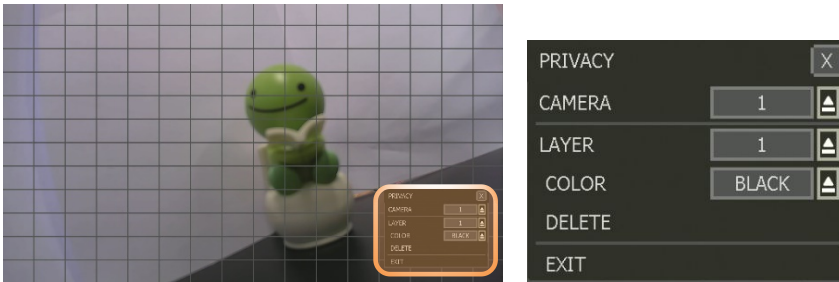 PRIVACY X
CAMERA 1
LAYER 1
COLOR BLACK
DELETE
EXIT
PRIVACY X
CAMERA 1
LAYER 1
COLOR BLACK
DELETE
EXIT